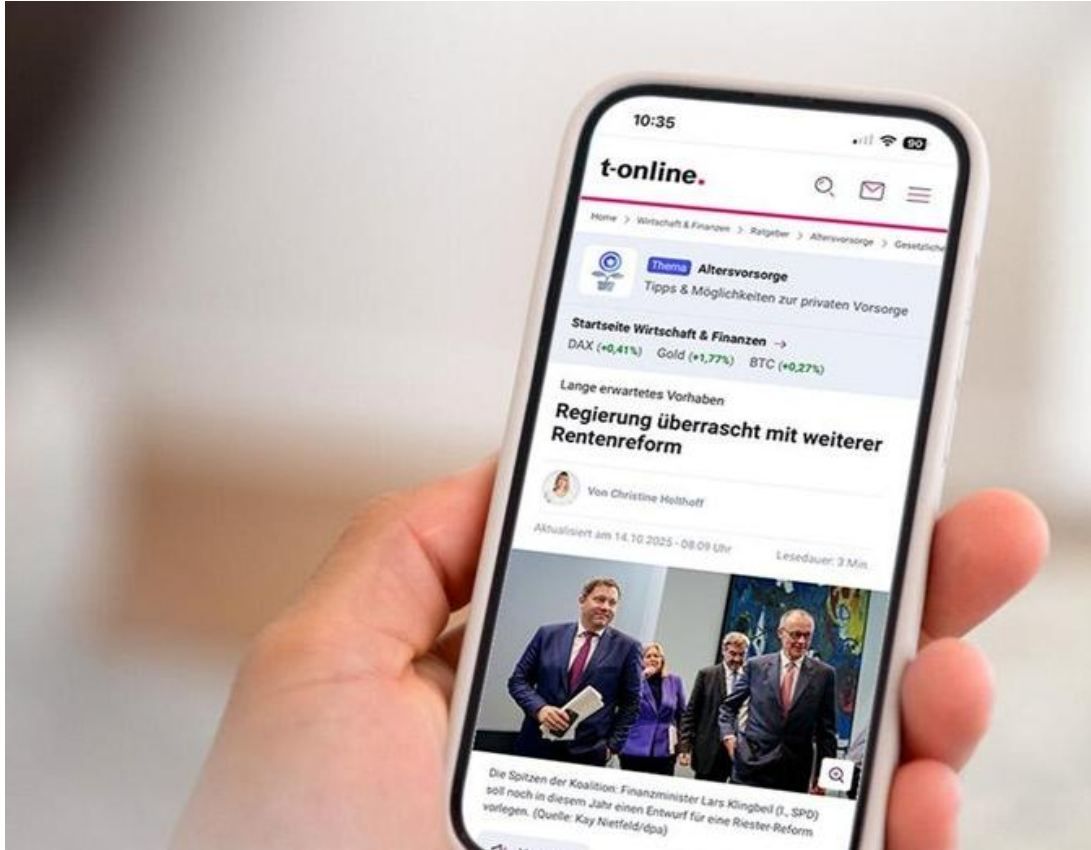 10:35
90
t-online.
Home > Wirtschaft & Finanzen > Ratgeber > Altersvorsorge > Gesetzliche
Thema Altersvorsorge
Tipps & Möglichkeiten zur privaten Vorsorge
Startseite Wirtschaft & Finanzen →
DAX (+0,41%) Gold (+1,77%) BTC (+0,27%)
Lange erwartetes Vorhaben
Regierung überrascht mit weiterer
Rentenreform
Von Christine Holthoff
Aktualisiert am 14.10.2025 - 08:09 Uhr Lesedauer: 3 Min.
Die Spitzen der Koalition: Finanzminister Lars Klingbeil (l., SPD)
soll noch in diesem Jahr einen Entwurf für eine Riester-Reform
vorlegen. (Quelle: Kay Nietfeld/dpa)